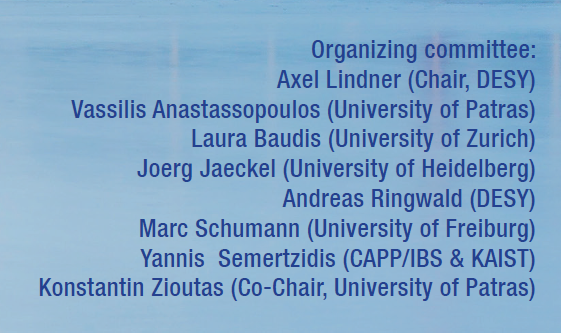 Organizing committee:
Axel Lindner (Chair, DESY)
Vassilis Anastassopoulos (University of Patras)
Laura Baudis (University of Zurich)
Joerg Jaeckel (University of Heidelberg)
Andreas Ringwald (DESY)
Marc Schumann (University of Freiburg)
Yannis  Semertzidis (CAPP/IBS & KAIST)
Konstantin Zioutas (Co-Chair, University of Patras)